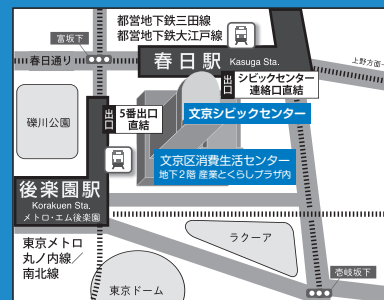 都営地下鉄三田線
都営地下鉄大江戸線
富坂下
春日通り
春日駅 Kasuga Sta.
上野方面
出口
シビックセンター
連絡口直結
礫川公園
出口
5番出口
直結
文京シビックセンター
文京区消費生活センター
地下2階 産業とくらしプラザ内
後楽園駅
Korakuen Sta.
メトロ・エム後楽園
東京メトロ
丸ノ内線／
南北線
ラクーア
壱岐坂下
東京ドーム